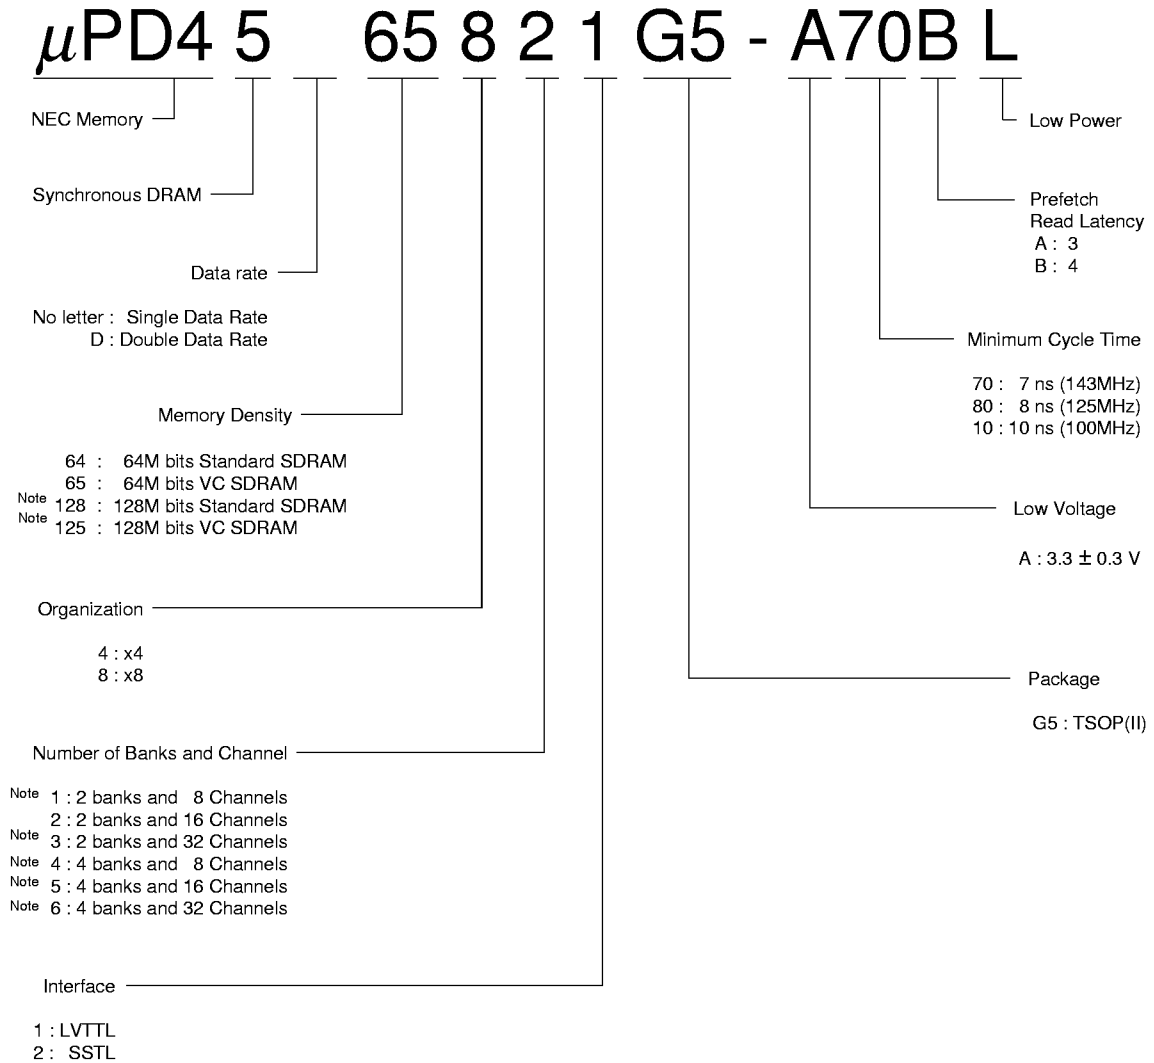 μPD4 5 65 8 2 1 G5 - A70B L
NEC Memory
Synchronous DRAM
Data rate
No letter : Single Data Rate
D : Double Data Rate
Memory Density
64 : 64M bits Standard SDRAM
65 : 64M bits VC SDRAM
Note 128 : 128M bits Standard SDRAM
Note 125 : 128M bits VC SDRAM
Organization
4 : x4
8 : x8
Number of Banks and Channel
Note 1 : 2 banks and 8 Channels
2 : 2 banks and 16 Channels
Note 3 : 2 banks and 32 Channels
Note 4 : 4 banks and 8 Channels
Note 5 : 4 banks and 16 Channels
Note 6 : 4 banks and 32 Channels
Interface
1 : LVTTL
2 : SSTL
Low Power
Prefetch
Read Latency
A : 3
B : 4
Minimum Cycle Time
70 : 7 ns (143MHz)
80 : 8 ns (125MHz)
10 : 10 ns (100MHz)
Low Voltage
A : 3.3 ± 0.3 V
Package
G5 : TSOP(II)